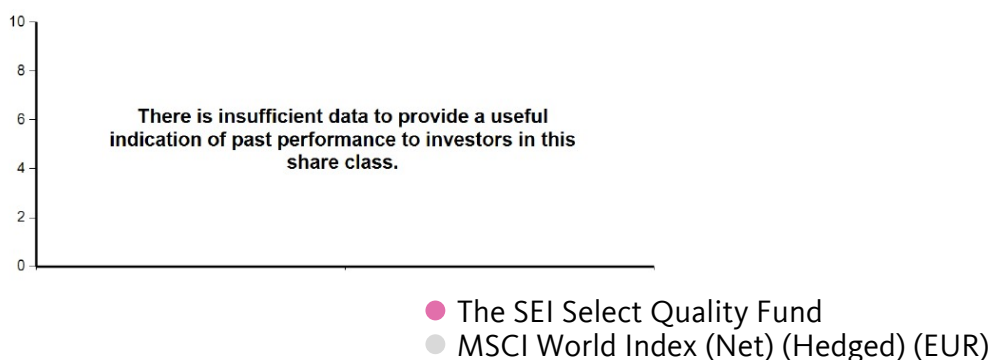 10
8
There is insufficient data to provide a useful
6
indication of past performance to investors in this
share class.
4
2
0
The SEI Select Quality Fund
MSCI World Index (Net) (Hedged) (EUR)